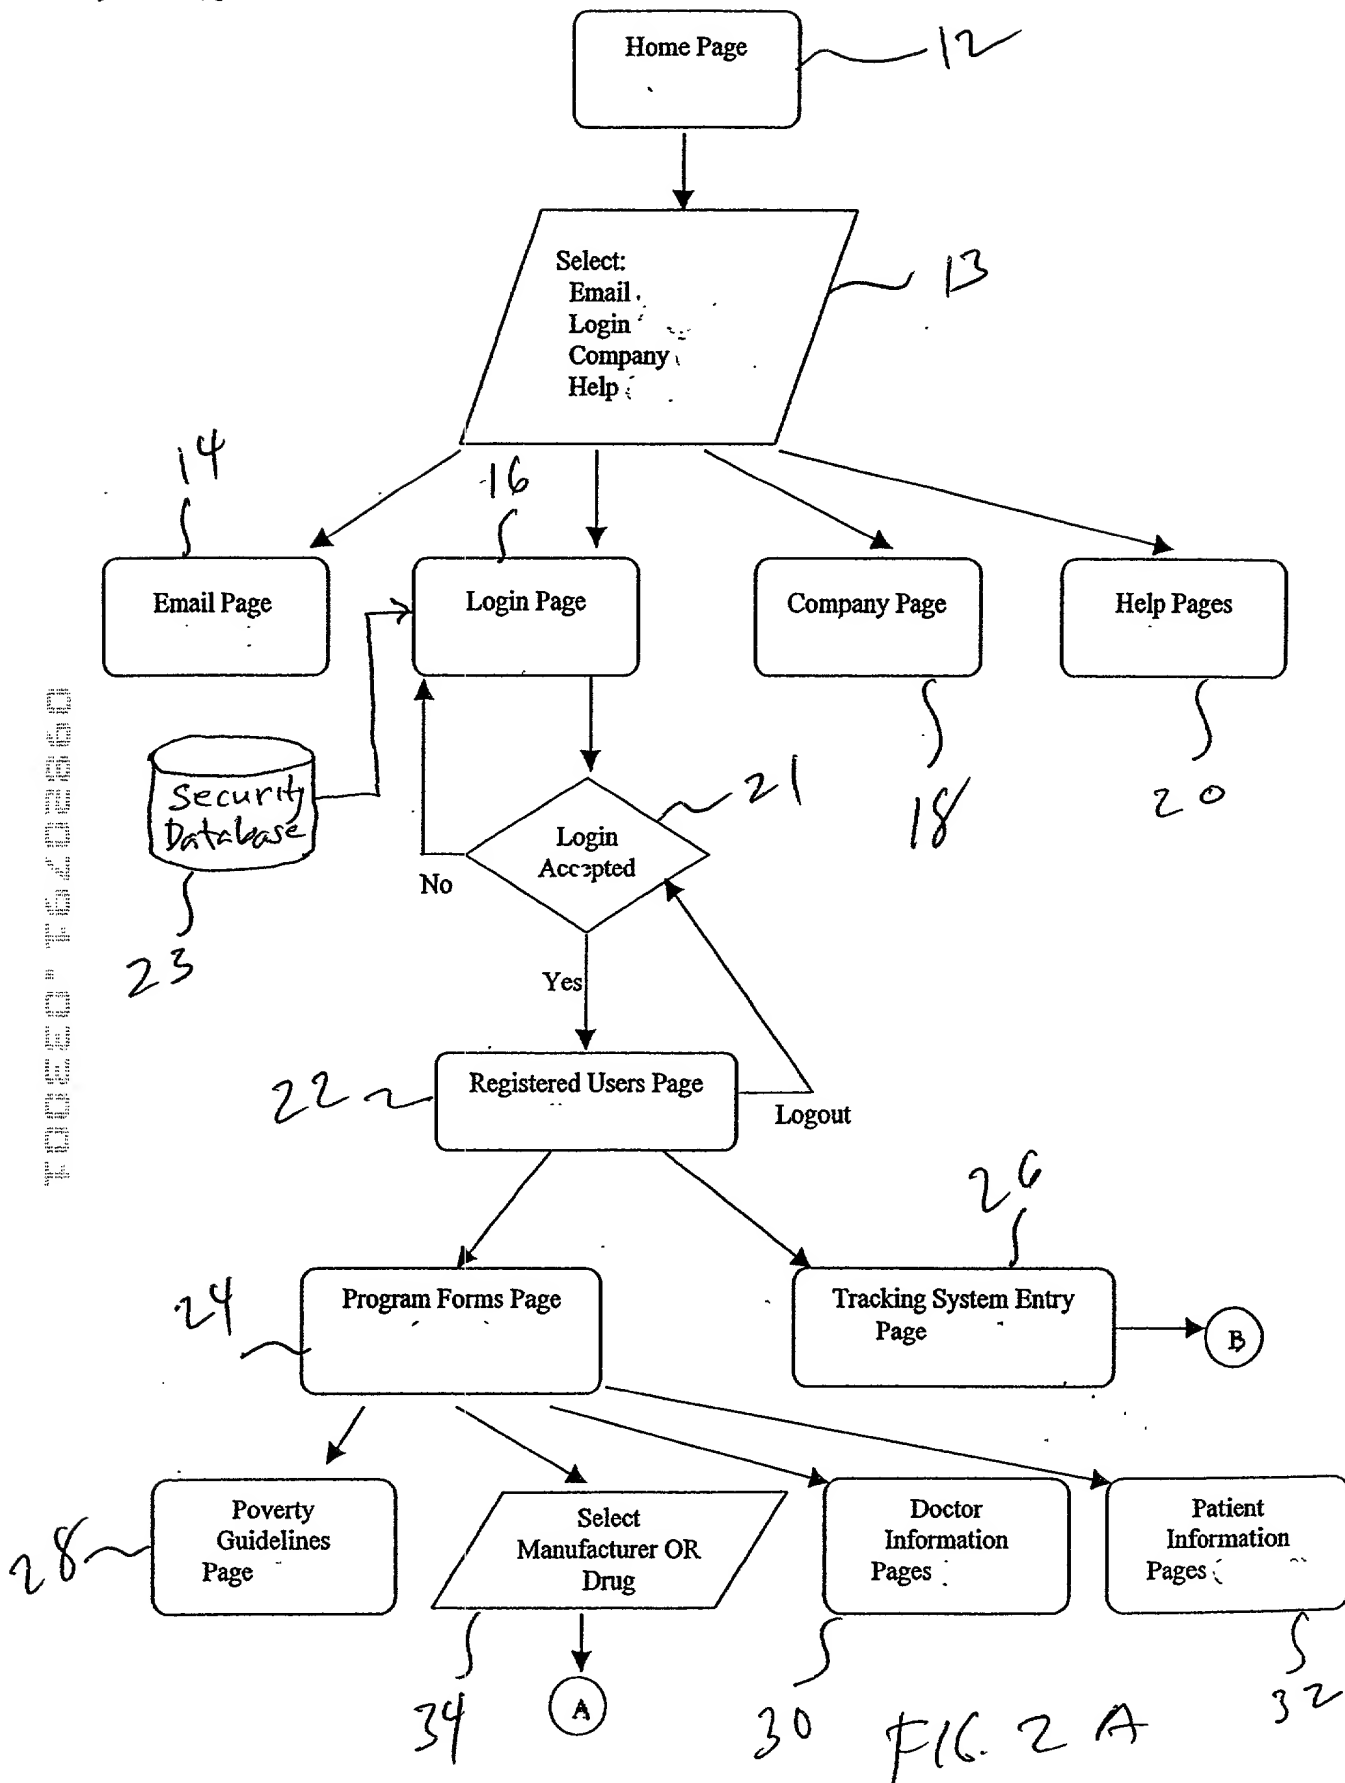 Home Page
12
Select:
Email
Login
Company
Help
13
14
16
Email Page
Login Page
Company Page
Help Pages
Security
Database
23
21
18
20
Login
Accepted
No
Yes
22
Registered Users Page
Logout
26
24
Program Forms Page
Tracking System Entry
Page
B
28
Poverty
Guidelines
Page
Select
Manufacturer OR
Drug
Doctor
Information
Pages
Patient
Information
Pages
34
A
30
32
FIG. 2 A